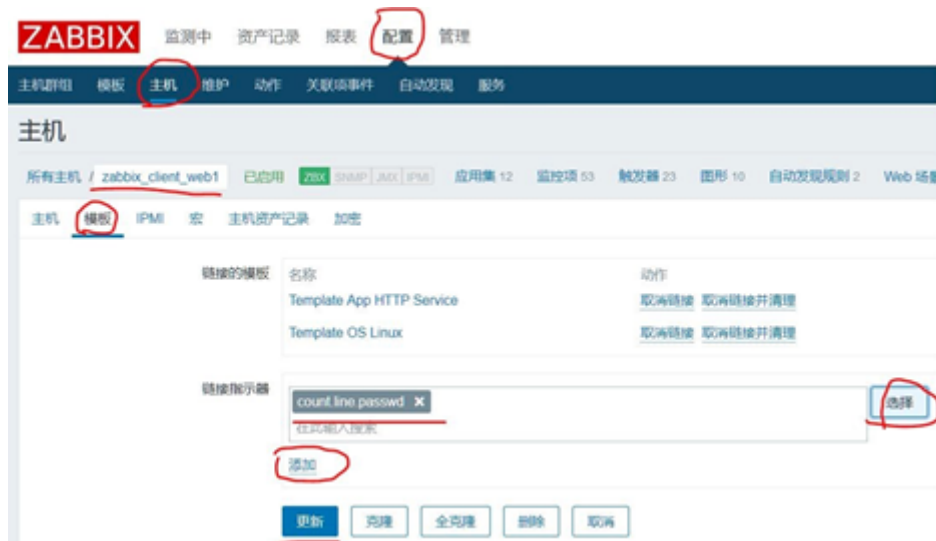 ZABBIX 监测中 资产记录 报表 配置 管理
主机群组 模板 主机 维护 动作 关联项事件 自动发现 服务
主机
所有主机 / zabbix_client_web1 已启用 ZBX SNMP JMX IPMI 应用集 12 监控项 53 触发器 23 图形 10 自动发现规则 2 Web 场景
主机 模板 IPMI 宏 主机资产记录 加密
链接的模板 名称 动作
Template App HTTP Service 取消链接 取消链接并清理
Template OS Linux 取消链接 取消链接并清理
链接指示器 count.line.passwd ✕ 选择
在此输入搜索
添加
更新 克隆 全克隆 删除 取消